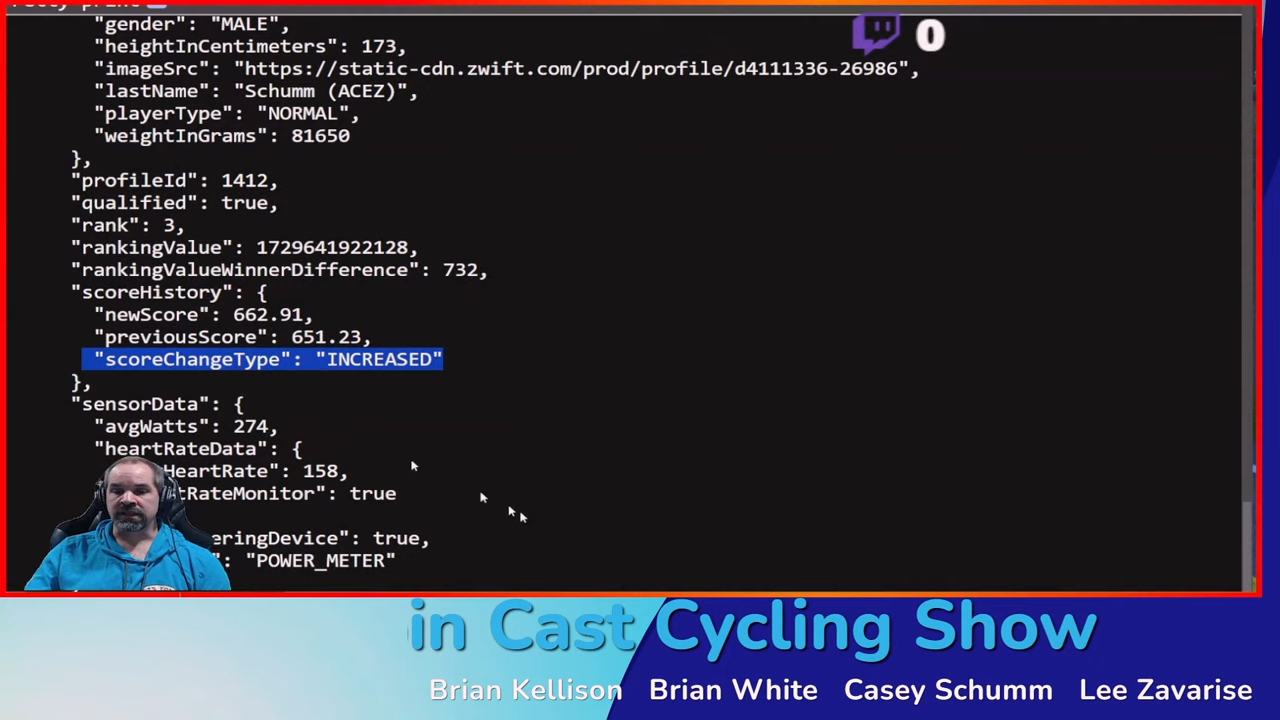 "gender": "MALE",
0
"heightInCentimeters": 173,
"imageSrc": "https://static-cdn.zwift.com/prod/profile/d4111336-26986",
"lastName": "Schumm (ACEZ)",
"playerType": "NORMAL",
"weightInGrams": 81650
},
"profileId": 1412,
"qualified": true,
"rank": 3,
"rankingValue": 1729641922128,
"rankingValueWinnerDifference": 732,
"scoreHistory": {
"newScore": 662.91,
"previousScore": 651.23,
"scoreChangeType": "INCREASED"
},
"sensorData": {
"avgWatts": 274,
"heartRateData": {
HeartRate": 158,
tRateMonitor": true
eringDevice": true,
": "POWER_METER"
in Cast Cycling Show
Brian Kellison Brian White Casey Schumm Lee Zavarise